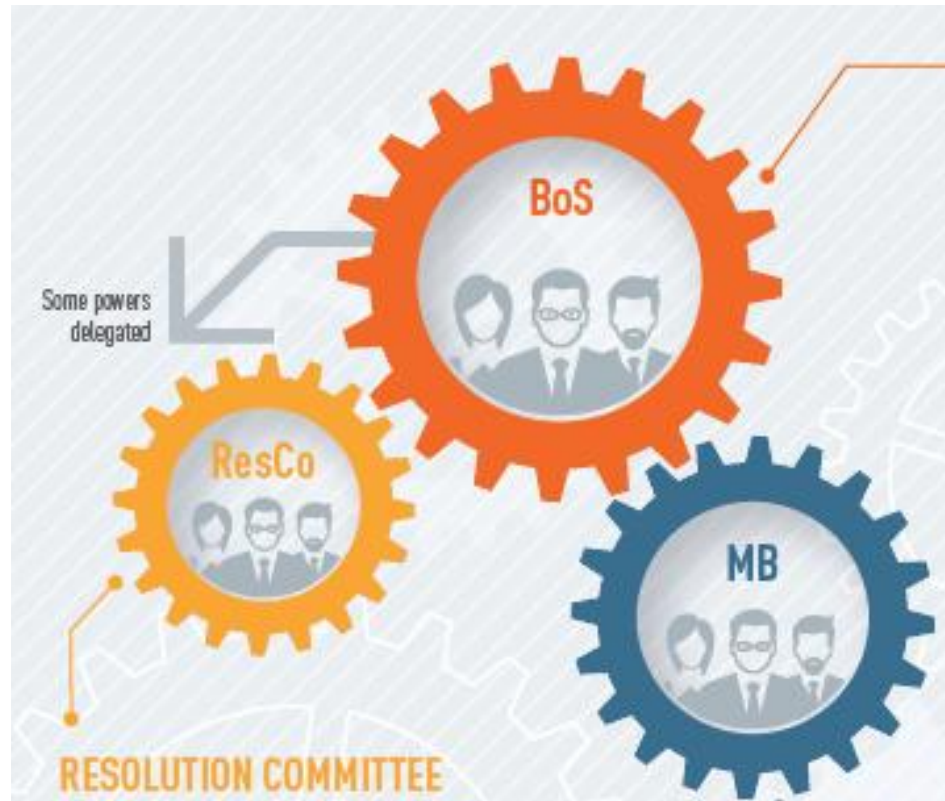 BoS
Some powers
delegated
ResCo
MB
RESOLUTION COMMITTEE